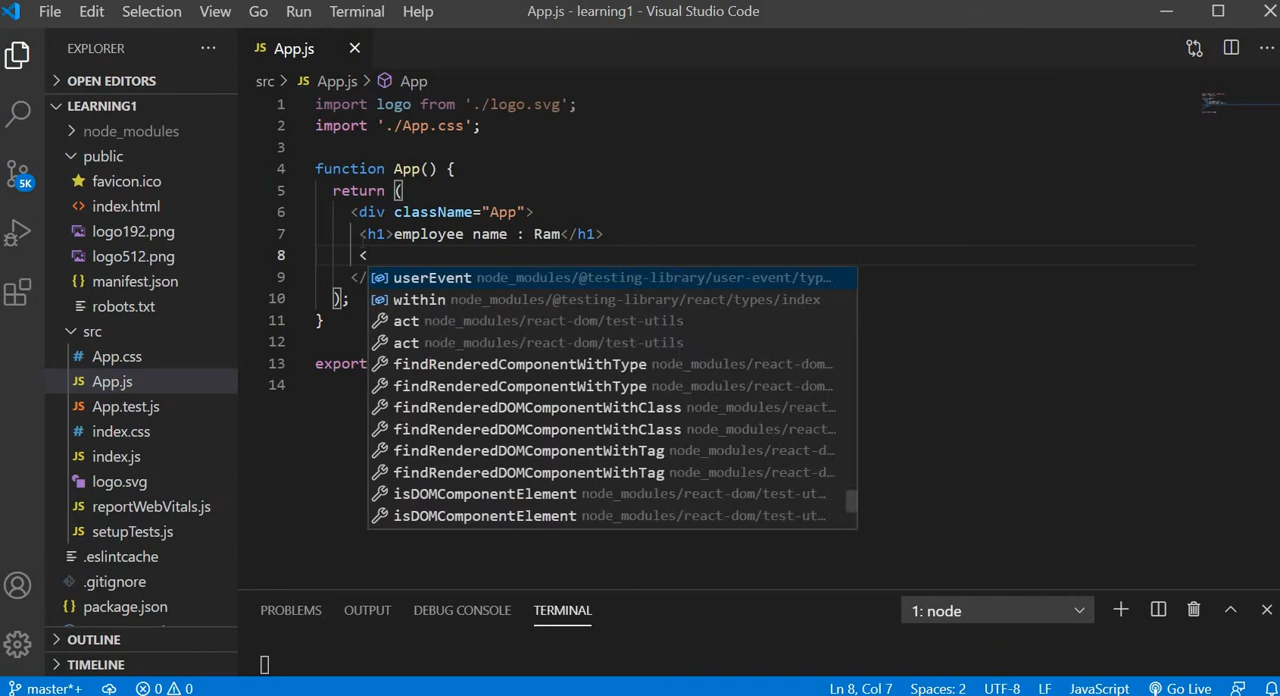 File Edit Selection View Go Run Terminal Help App.js - learning1 - Visual Studio Code
EXPLORER
OPEN EDITORS
LEARNING1
node_modules
public
favicon.ico
index.html
logo192.png
logo512.png
manifest.json
robots.txt
src
App.css
App.js
App.test.js
index.css
index.js
logo.svg
reportWebVitals.js
setupTests.js
.eslintcache
.gitignore
package.json
OUTLINE
TIMELINE
5K
JS App.js
src > JS App.js > App
1 import logo from './logo.svg';
2 import './App.css';
3
4 function App() {
5 return (
6 <div className="App">
7 <h1>employee name : Ram</h1>
8 <
9 </
10 );
11 }
12
13 export
14
userEvent node_modules/@testing-library/user-event/typ...
within node_modules/@testing-library/react/types/index
act node_modules/react-dom/test-utils
act node_modules/react-dom/test-utils
findRenderedComponentWithType node_modules/react-dom...
findRenderedComponentWithType node_modules/react-dom...
findRenderedDOMComponentWithClass node_modules/react...
findRenderedDOMComponentWithClass node_modules/react...
findRenderedDOMComponentWithTag node_modules/react-d...
findRenderedDOMComponentWithTag node_modules/react-d...
isDOMComponentElement node_modules/react-dom/test-ut...
isDOMComponentElement node_modules/react-dom/test-ut...
PROBLEMS OUTPUT DEBUG CONSOLE TERMINAL 1: node
master*+ 0 0 Ln 8, Col 7 Spaces: 2 UTF-8 LF JavaScript Go Live